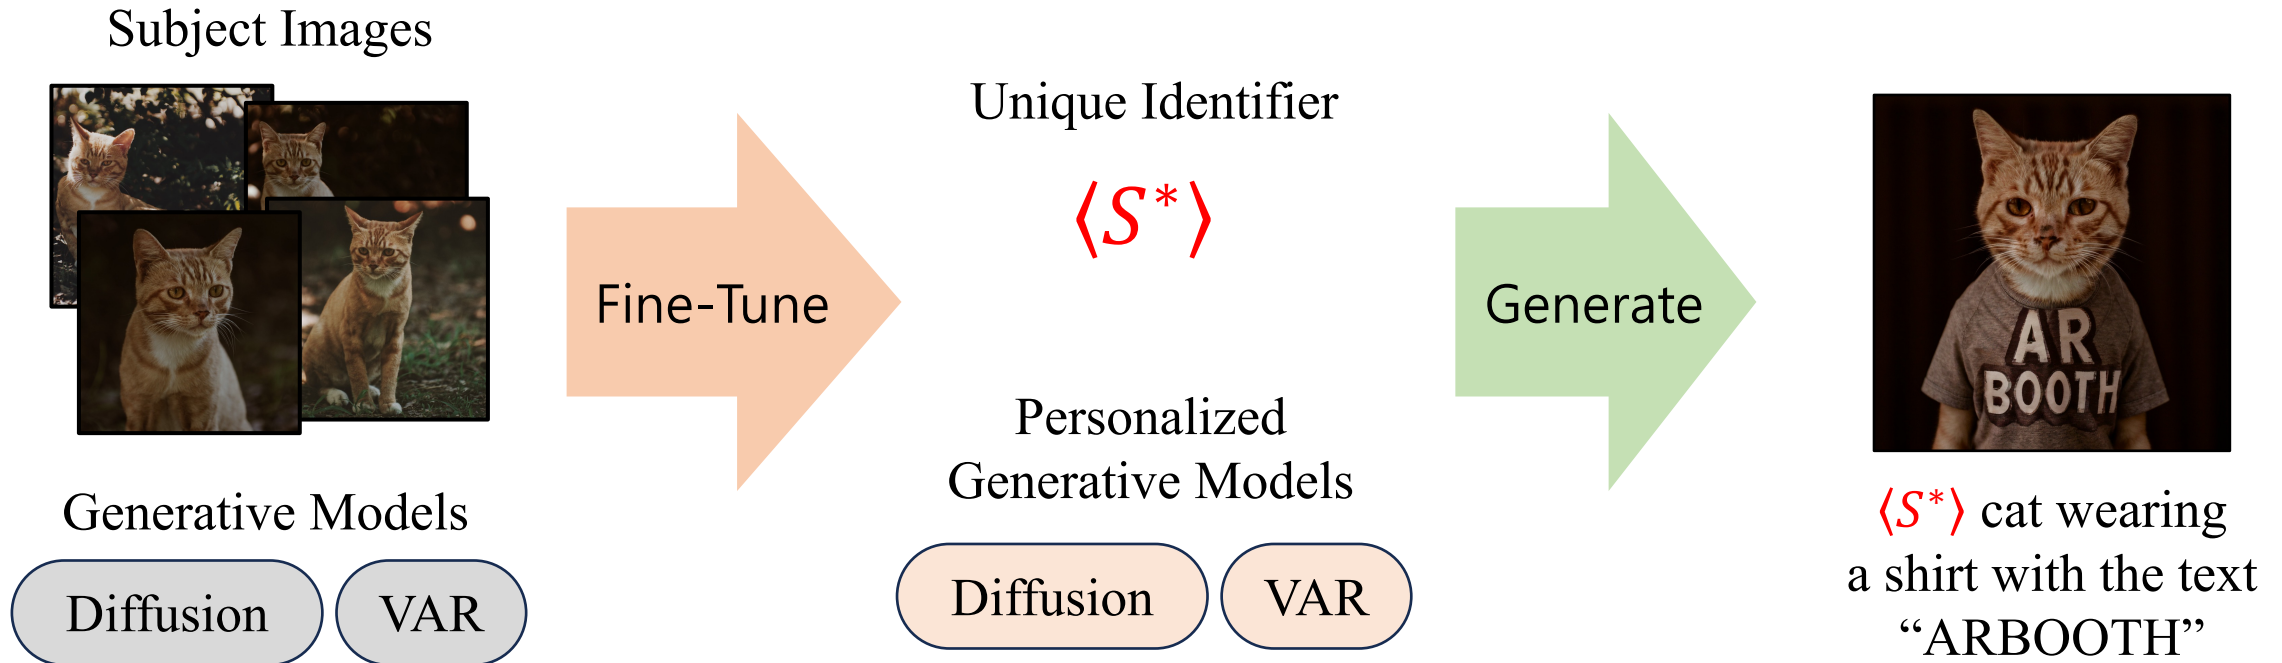 Subject Images
Generative Models
Diffusion
VAR
Fine-Tune
Unique Identifier
⟨S*⟩
Personalized
Generative Models
Diffusion
VAR
Generate
AR
BOOTH
⟨S*⟩ cat wearing
a shirt with the text
“ARBOOTH”